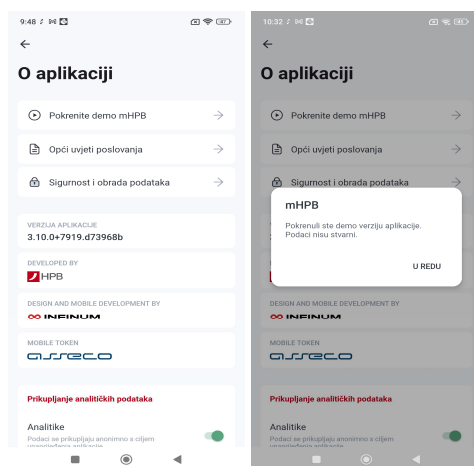 9:48
O aplikaciji
Pokrenite demo mHPB
Opći uvjeti poslovanja
Sigurnost i obrada podataka
VERZIJA APLIKACIJE
3.10.0+7919.d73968b
DEVELOPED BY
HPB
DESIGN AND MOBILE DEVELOPMENT BY
INFINUM
MOBILE TOKEN
asseco
Prikupljanje analitičkih podataka
Analitike
Podaci se prikupljaju anonimno s ciljem
unaprjeđenja aplikacije
10:32
O aplikaciji
Pokrenite demo mHPB
Opći uvjeti poslovanja
Sigurnost i obrada podataka
mHPB
Pokrenuli ste demo verziju aplikacije.
Podaci nisu stvarni.
U REDU
DESIGN AND MOBILE DEVELOPMENT BY
INFINUM
MOBILE TOKEN
asseco
Prikupljanje analitičkih podataka
Analitike
Podaci se prikupljaju anonimno s ciljem